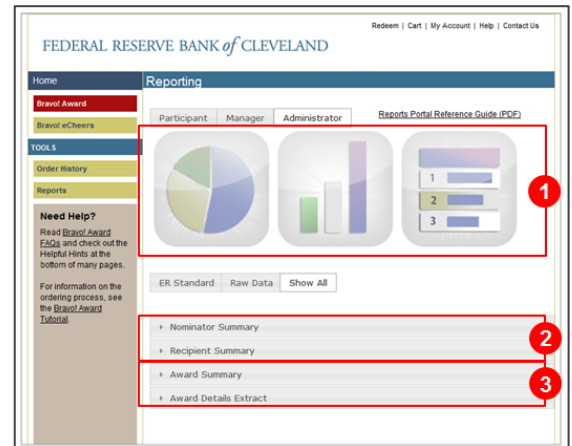 Redeem | Cart | My Account | Help | Contact Us
FEDERAL RESERVE BANK of CLEVELAND
Home
Reporting
Bravo! Award
Bravo! eCheers
TOOLS
Order History
Reports
Need Help?
Read Bravo! Award
FAQs and check out the
Helpful Hints at the
bottom of many pages.
For information on the
ordering process, see
the Bravo! Award
Tutorial.
Participant Manager Administrator
Reports Portal Reference Guide (PDF)
1
2
3
1
ER Standard Raw Data Show All
› Nominator Summary
› Recipient Summary
2
› Award Summary
› Award Details Extract
3